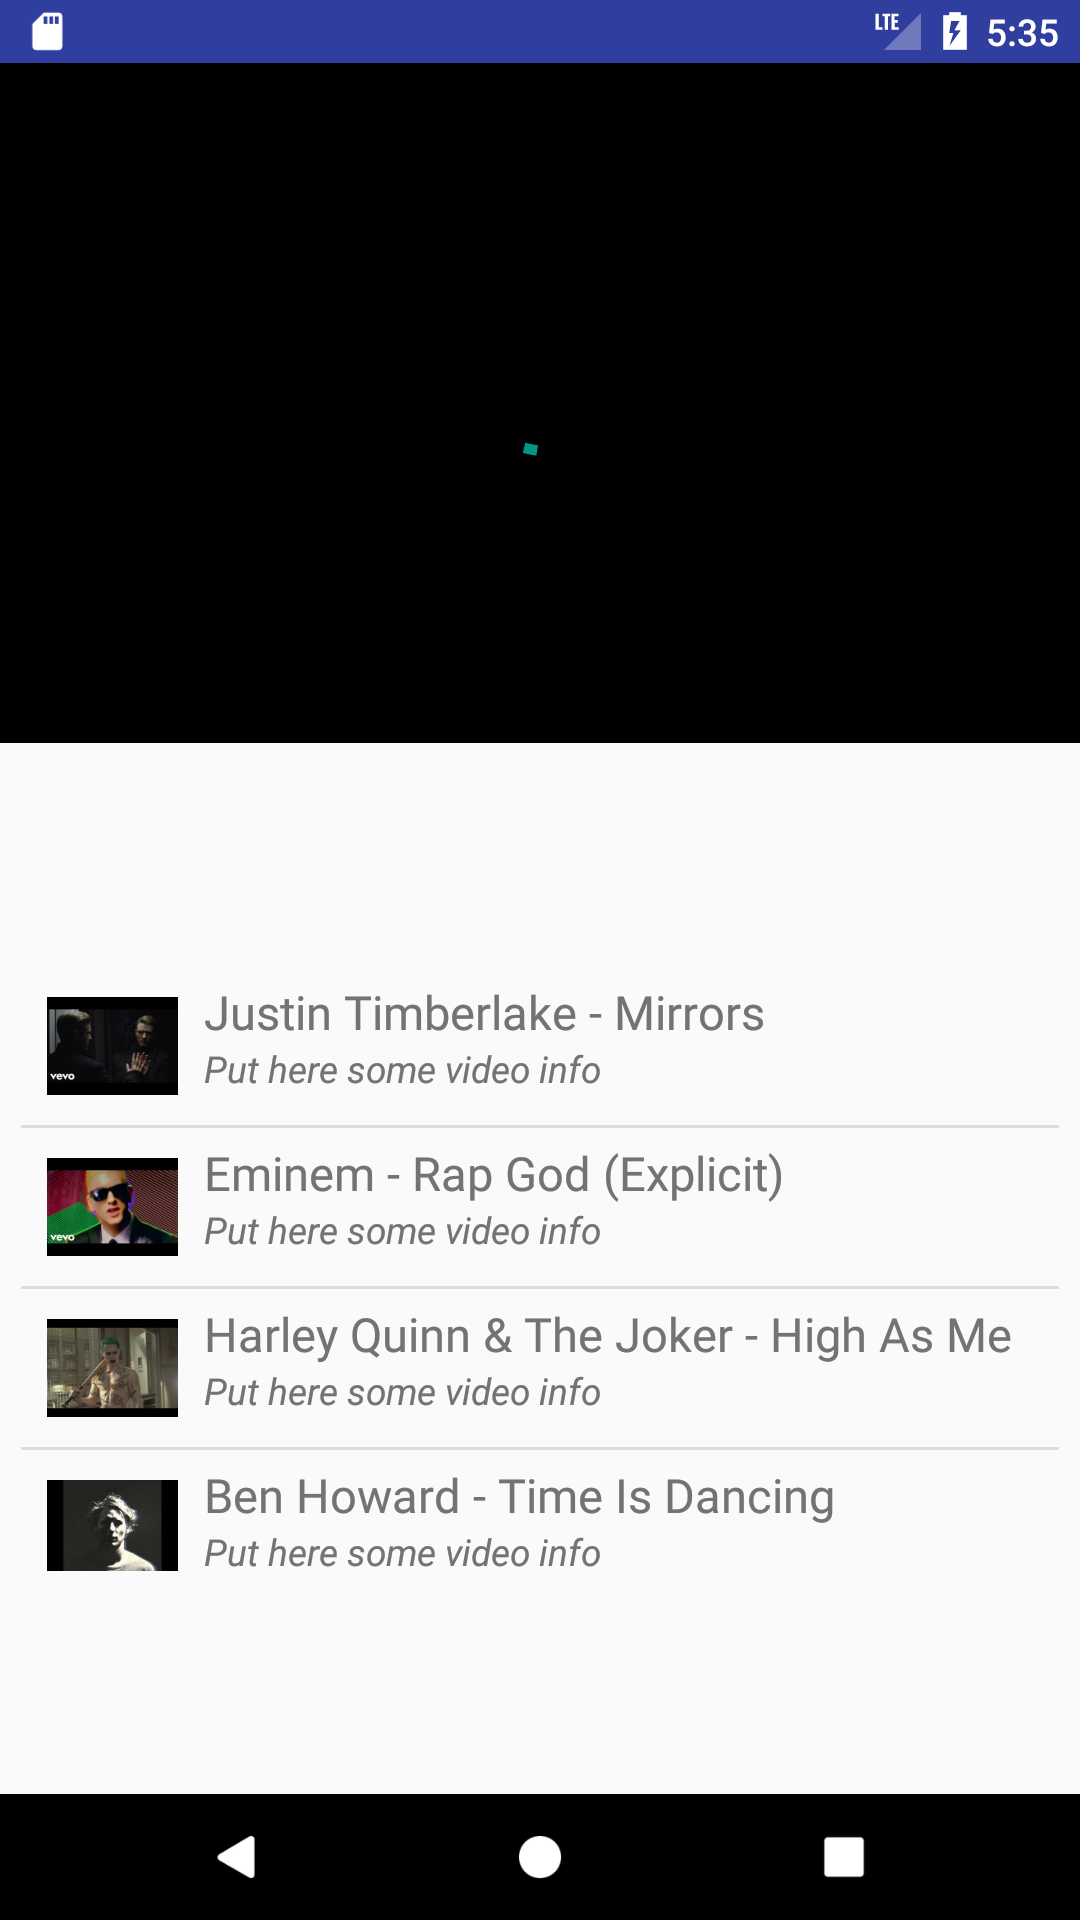 LTE 5:35
Justin Timberlake - Mirrors
Put here some video info
vevo
Eminem - Rap God (Explicit)
Put here some video info
vevo
Harley Quinn & The Joker - High As Me
Put here some video info
Ben Howard - Time Is Dancing
Put here some video info